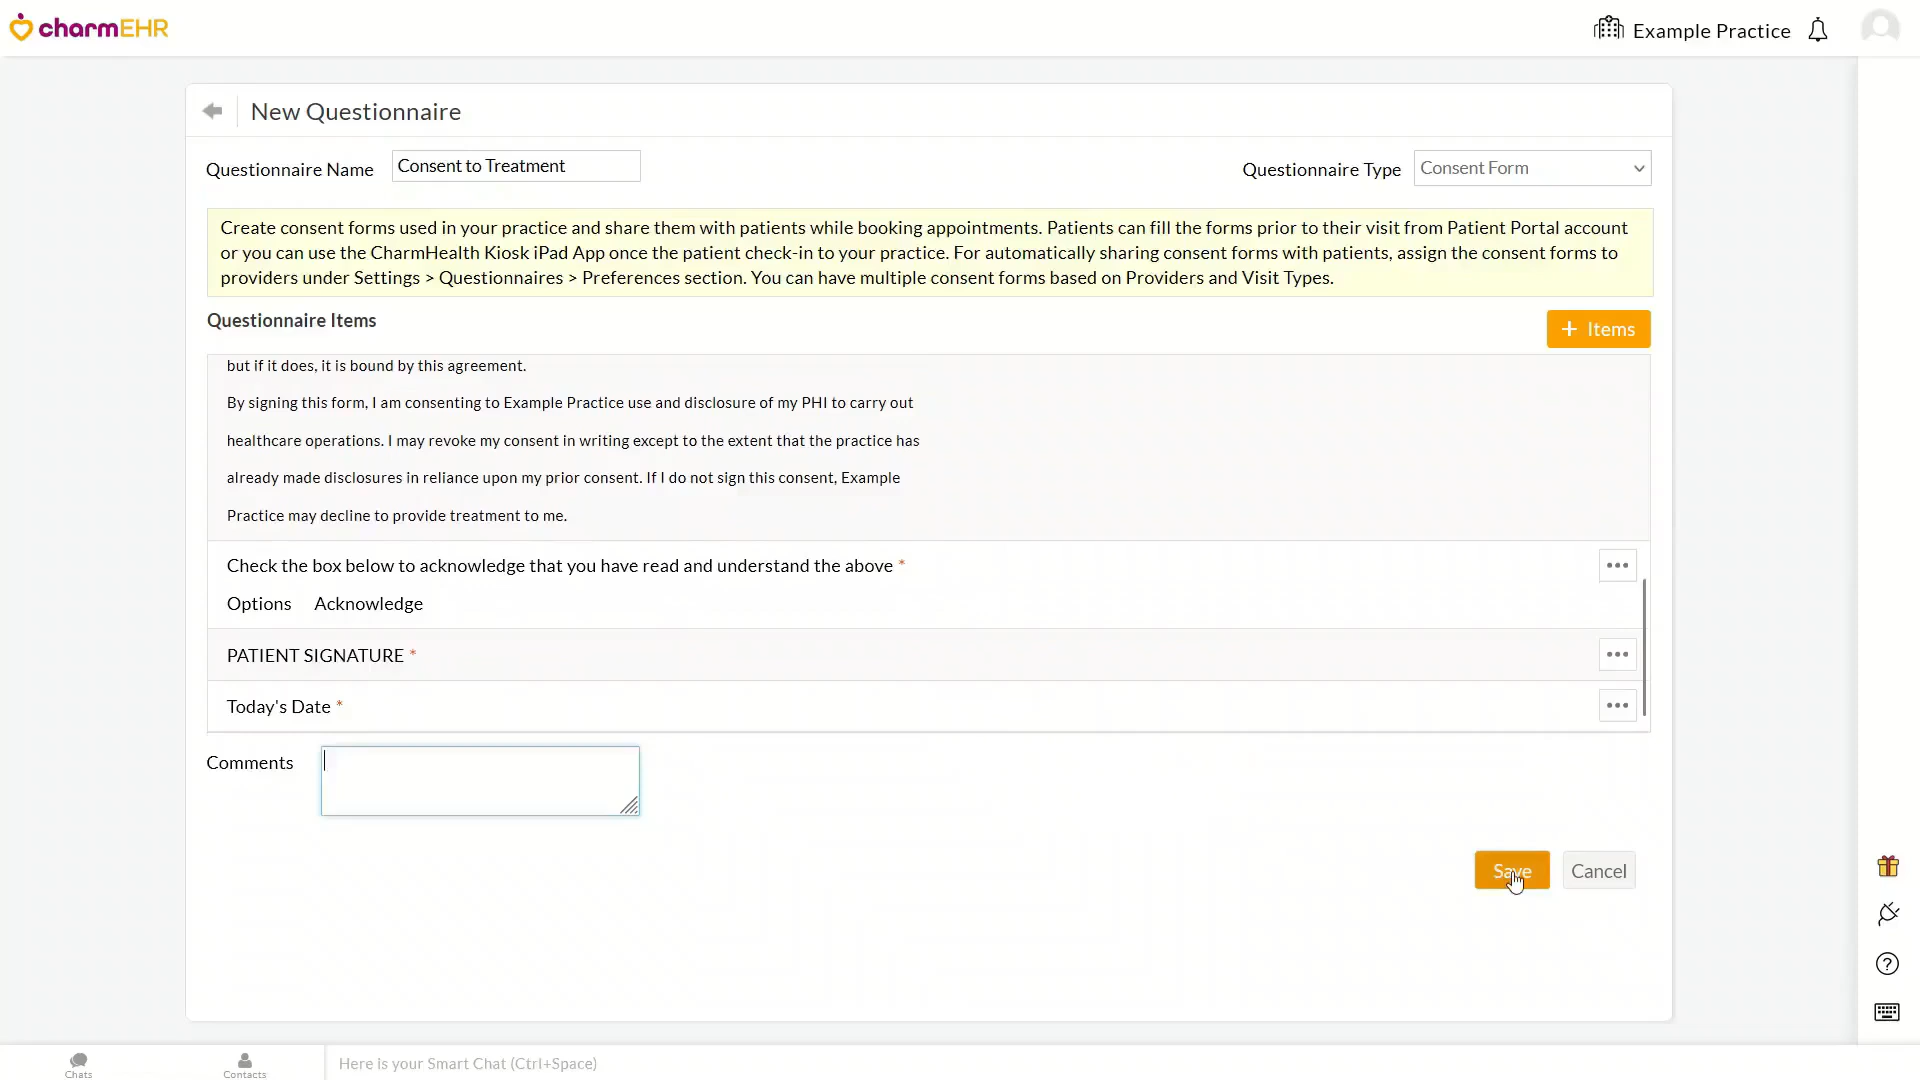 charmEHR
Example Practice
New Questionnaire
Questionnaire Name
Consent to Treatment
Questionnaire Type
Consent Form
Create consent forms used in your practice and share them with patients while booking appointments. Patients can fill the forms prior to their visit from Patient Portal account
or you can use the CharmHealth Kiosk iPad App once the patient check-in to your practice. For automatically sharing consent forms with patients, assign the consent forms to
providers under Settings > Questionnaires > Preferences section. You can have multiple consent forms based on Providers and Visit Types.
Questionnaire Items
+ Items
but if it does, it is bound by this agreement.
By signing this form, I am consenting to Example Practice use and disclosure of my PHI to carry out
healthcare operations. I may revoke my consent in writing except to the extent that the practice has
already made disclosures in reliance upon my prior consent. If I do not sign this consent, Example
Practice may decline to provide treatment to me.
Check the box below to acknowledge that you have read and understand the above *
Options Acknowledge
PATIENT SIGNATURE *
Today's Date *
Comments
Save
Cancel
Chats
Contacts
Here is your Smart Chat (Ctrl+Space)